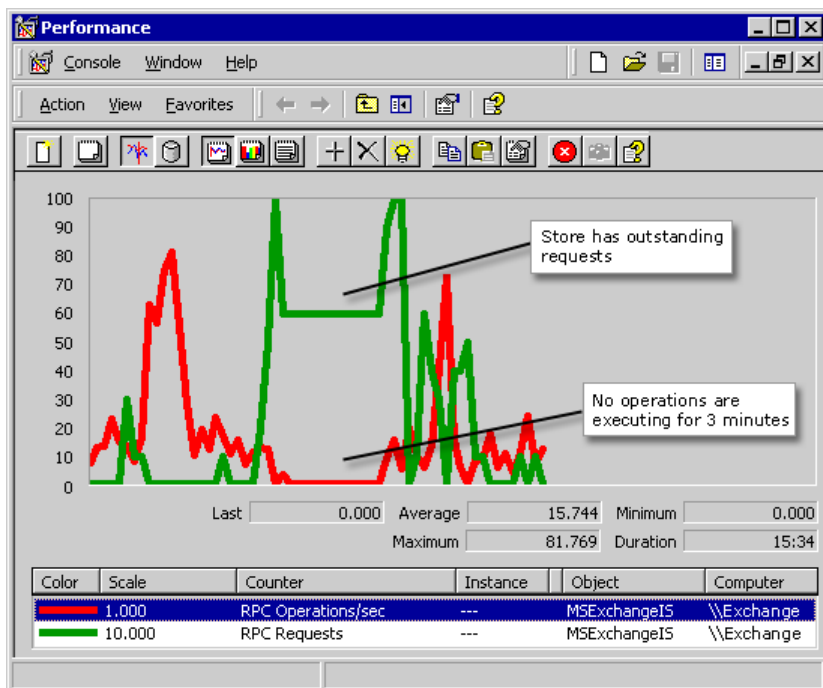 Performance
Console Window Help
Action View Favorites
100
90
80
70
60
50
40
30
20
10
0
Store has outstanding
requests
No operations are
executing for 3 minutes
Last 0.000 Average 15.744 Minimum 0.000
Maximum 81.769 Duration 15:34
Color Scale Counter Instance Object Computer
1.000 RPC Operations/sec --- MSExchangeIS \\Exchange
10.000 RPC Requests --- MSExchangeIS \\Exchange